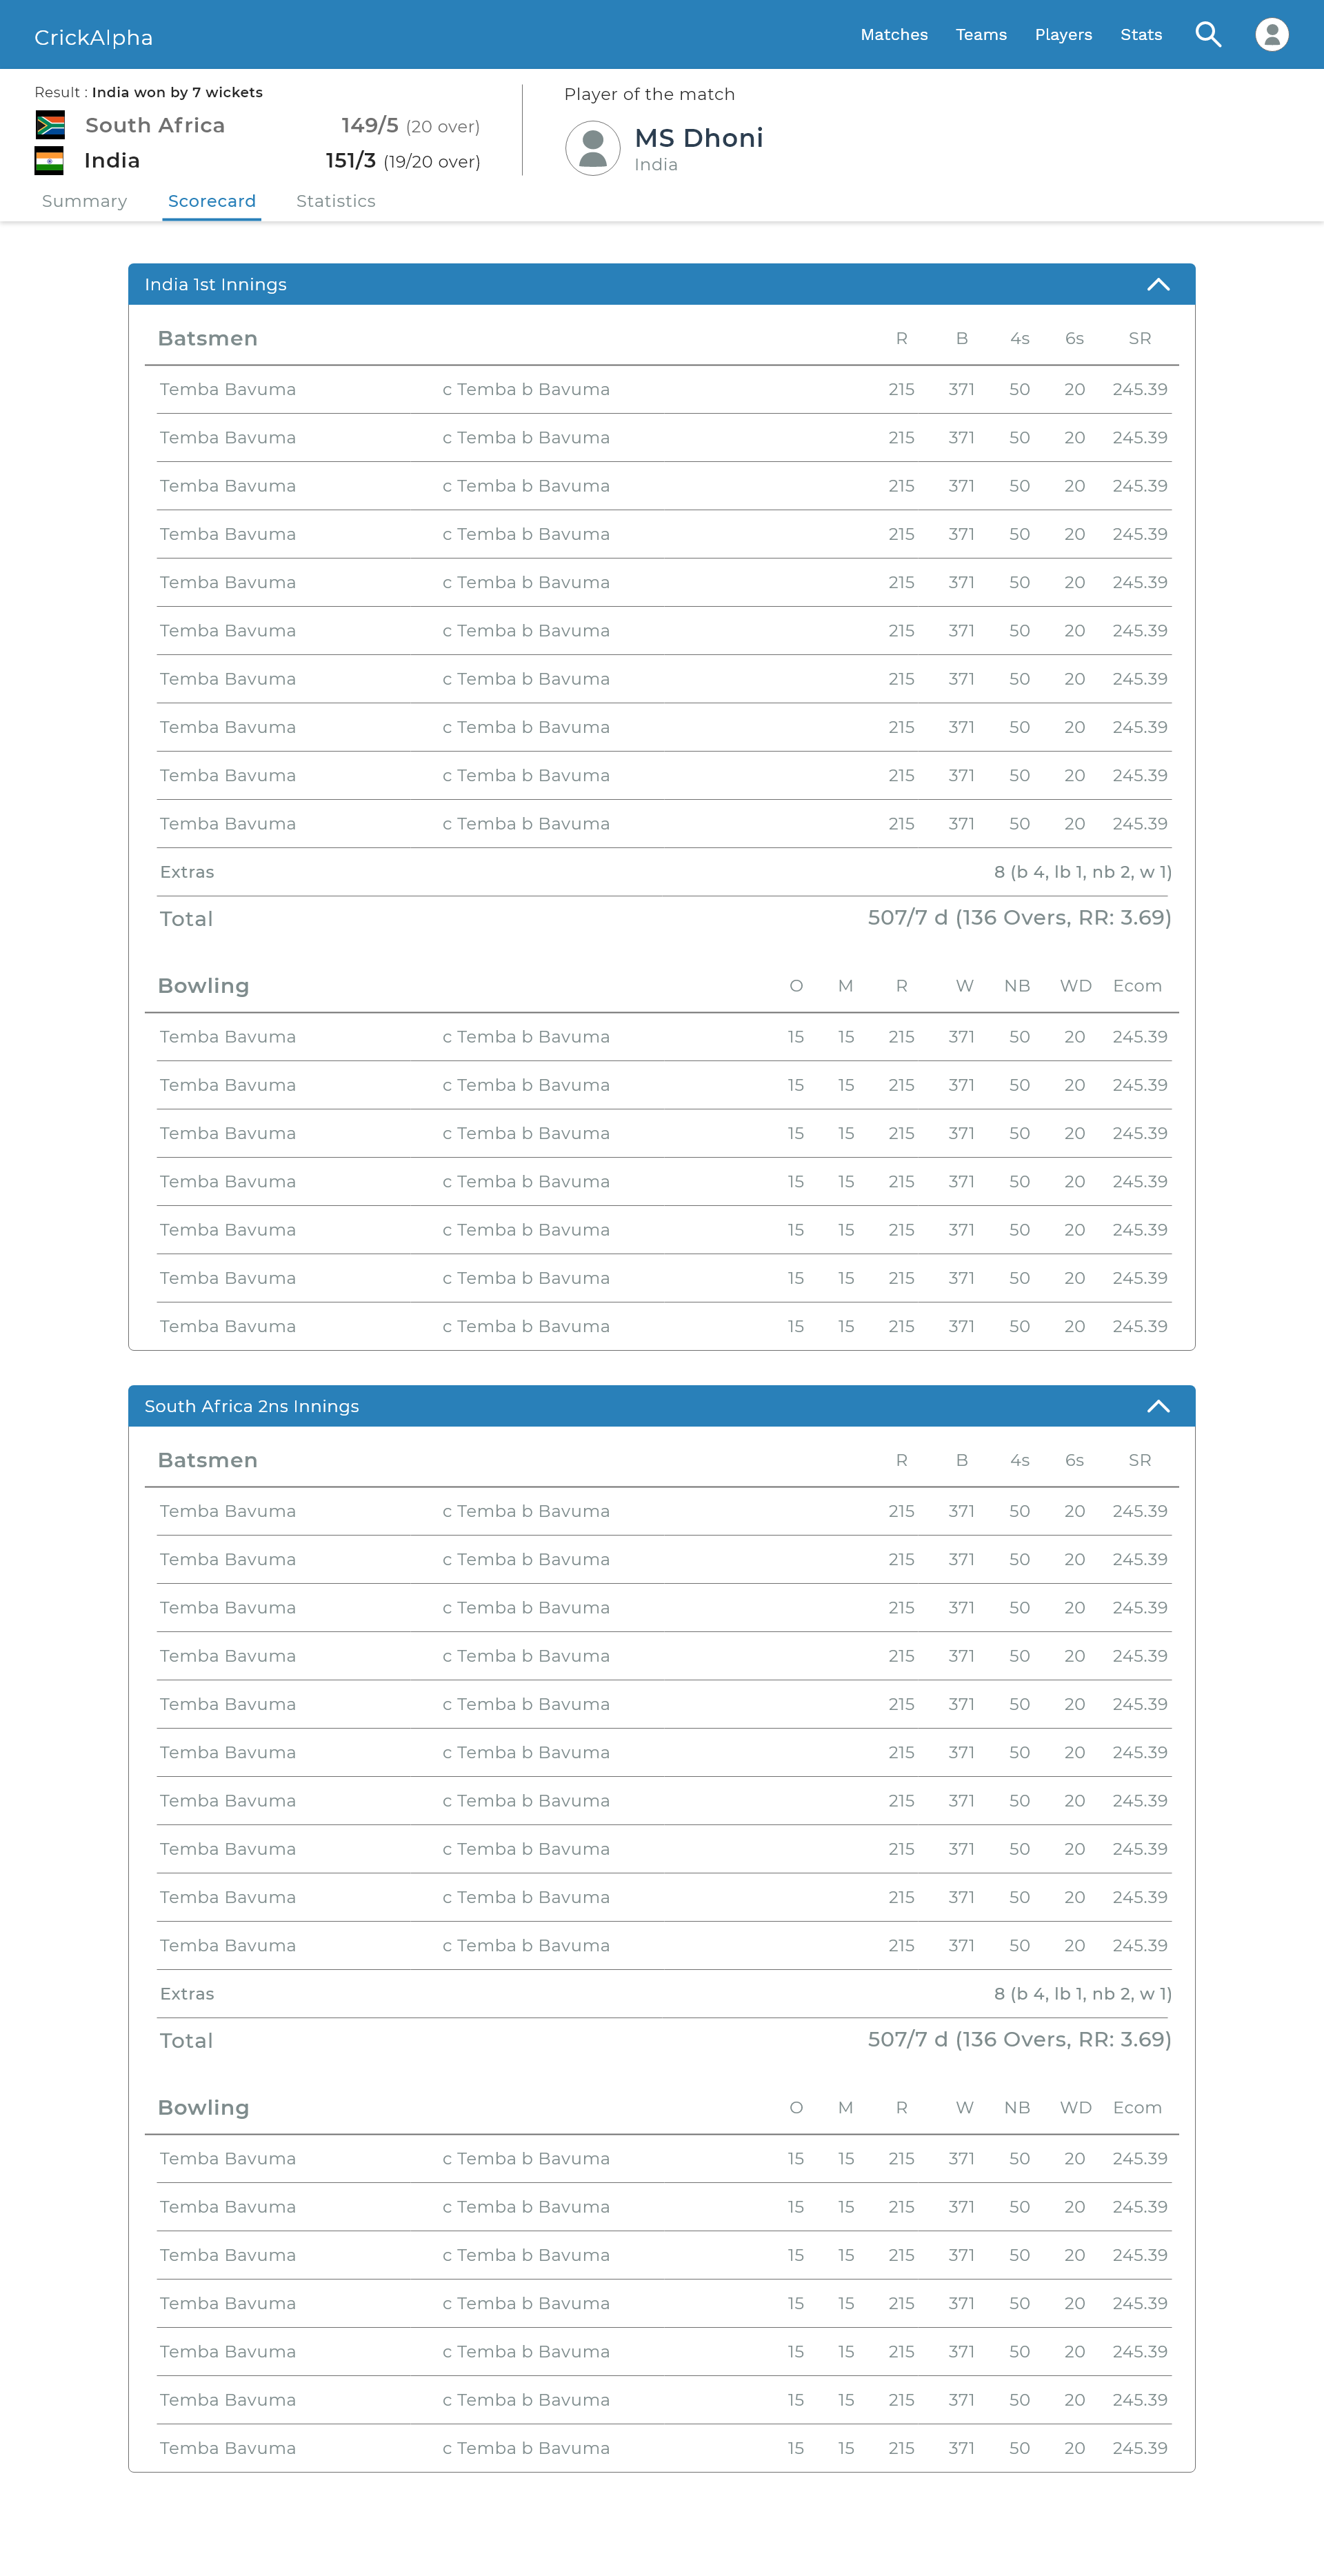 CrickAlpha Matches Teams Players Stats
Result : India won by 7 wickets
South Africa 149/5 (20 over)
India 151/3 (19/20 over)
Player of the match
MS Dhoni
India
Summary Scorecard Statistics
India 1st Innings
Batsmen R B 4s 6s SR
Temba Bavuma c Temba b Bavuma 215 371 50 20 245.39
Temba Bavuma c Temba b Bavuma 215 371 50 20 245.39
Temba Bavuma c Temba b Bavuma 215 371 50 20 245.39
Temba Bavuma c Temba b Bavuma 215 371 50 20 245.39
Temba Bavuma c Temba b Bavuma 215 371 50 20 245.39
Temba Bavuma c Temba b Bavuma 215 371 50 20 245.39
Temba Bavuma c Temba b Bavuma 215 371 50 20 245.39
Temba Bavuma c Temba b Bavuma 215 371 50 20 245.39
Temba Bavuma c Temba b Bavuma 215 371 50 20 245.39
Temba Bavuma c Temba b Bavuma 215 371 50 20 245.39
Extras 8 (b 4, lb 1, nb 2, w 1)
Total 507/7 d (136 Overs, RR: 3.69)
Bowling O M R W NB WD Ecom
Temba Bavuma c Temba b Bavuma 15 15 215 371 50 20 245.39
Temba Bavuma c Temba b Bavuma 15 15 215 371 50 20 245.39
Temba Bavuma c Temba b Bavuma 15 15 215 371 50 20 245.39
Temba Bavuma c Temba b Bavuma 15 15 215 371 50 20 245.39
Temba Bavuma c Temba b Bavuma 15 15 215 371 50 20 245.39
Temba Bavuma c Temba b Bavuma 15 15 215 371 50 20 245.39
Temba Bavuma c Temba b Bavuma 15 15 215 371 50 20 245.39
South Africa 2ns Innings
Batsmen R B 4s 6s SR
Temba Bavuma c Temba b Bavuma 215 371 50 20 245.39
Temba Bavuma c Temba b Bavuma 215 371 50 20 245.39
Temba Bavuma c Temba b Bavuma 215 371 50 20 245.39
Temba Bavuma c Temba b Bavuma 215 371 50 20 245.39
Temba Bavuma c Temba b Bavuma 215 371 50 20 245.39
Temba Bavuma c Temba b Bavuma 215 371 50 20 245.39
Temba Bavuma c Temba b Bavuma 215 371 50 20 245.39
Temba Bavuma c Temba b Bavuma 215 371 50 20 245.39
Temba Bavuma c Temba b Bavuma 215 371 50 20 245.39
Temba Bavuma c Temba b Bavuma 215 371 50 20 245.39
Extras 8 (b 4, lb 1, nb 2, w 1)
Total 507/7 d (136 Overs, RR: 3.69)
Bowling O M R W NB WD Ecom
Temba Bavuma c Temba b Bavuma 15 15 215 371 50 20 245.39
Temba Bavuma c Temba b Bavuma 15 15 215 371 50 20 245.39
Temba Bavuma c Temba b Bavuma 15 15 215 371 50 20 245.39
Temba Bavuma c Temba b Bavuma 15 15 215 371 50 20 245.39
Temba Bavuma c Temba b Bavuma 15 15 215 371 50 20 245.39
Temba Bavuma c Temba b Bavuma 15 15 215 371 50 20 245.39
Temba Bavuma c Temba b Bavuma 15 15 215 371 50 20 245.39